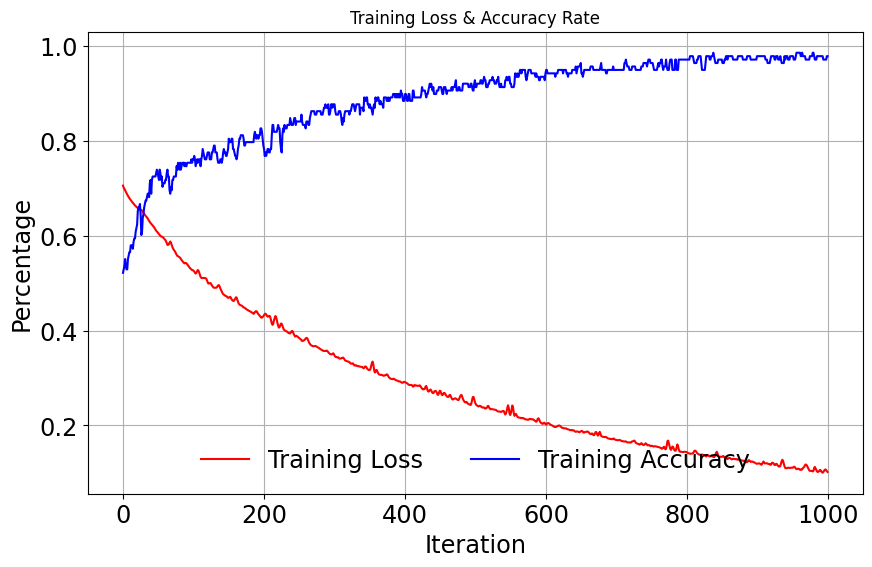 Training Loss & Accuracy Rate
1.0
0.8
0.6
0.4
0.2
Percentage
Training Loss Training Accuracy
0 200 400 600 800 1000
Iteration